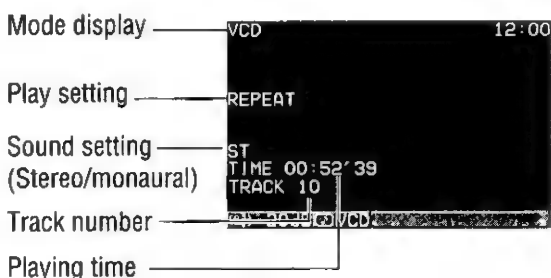 Mode display
VCD 12:00
Play setting
REPEAT
Sound setting
(Stereo/monaural)
ST
TIME 00:52'39
TRACK 10
Track number
VCD
Playing time